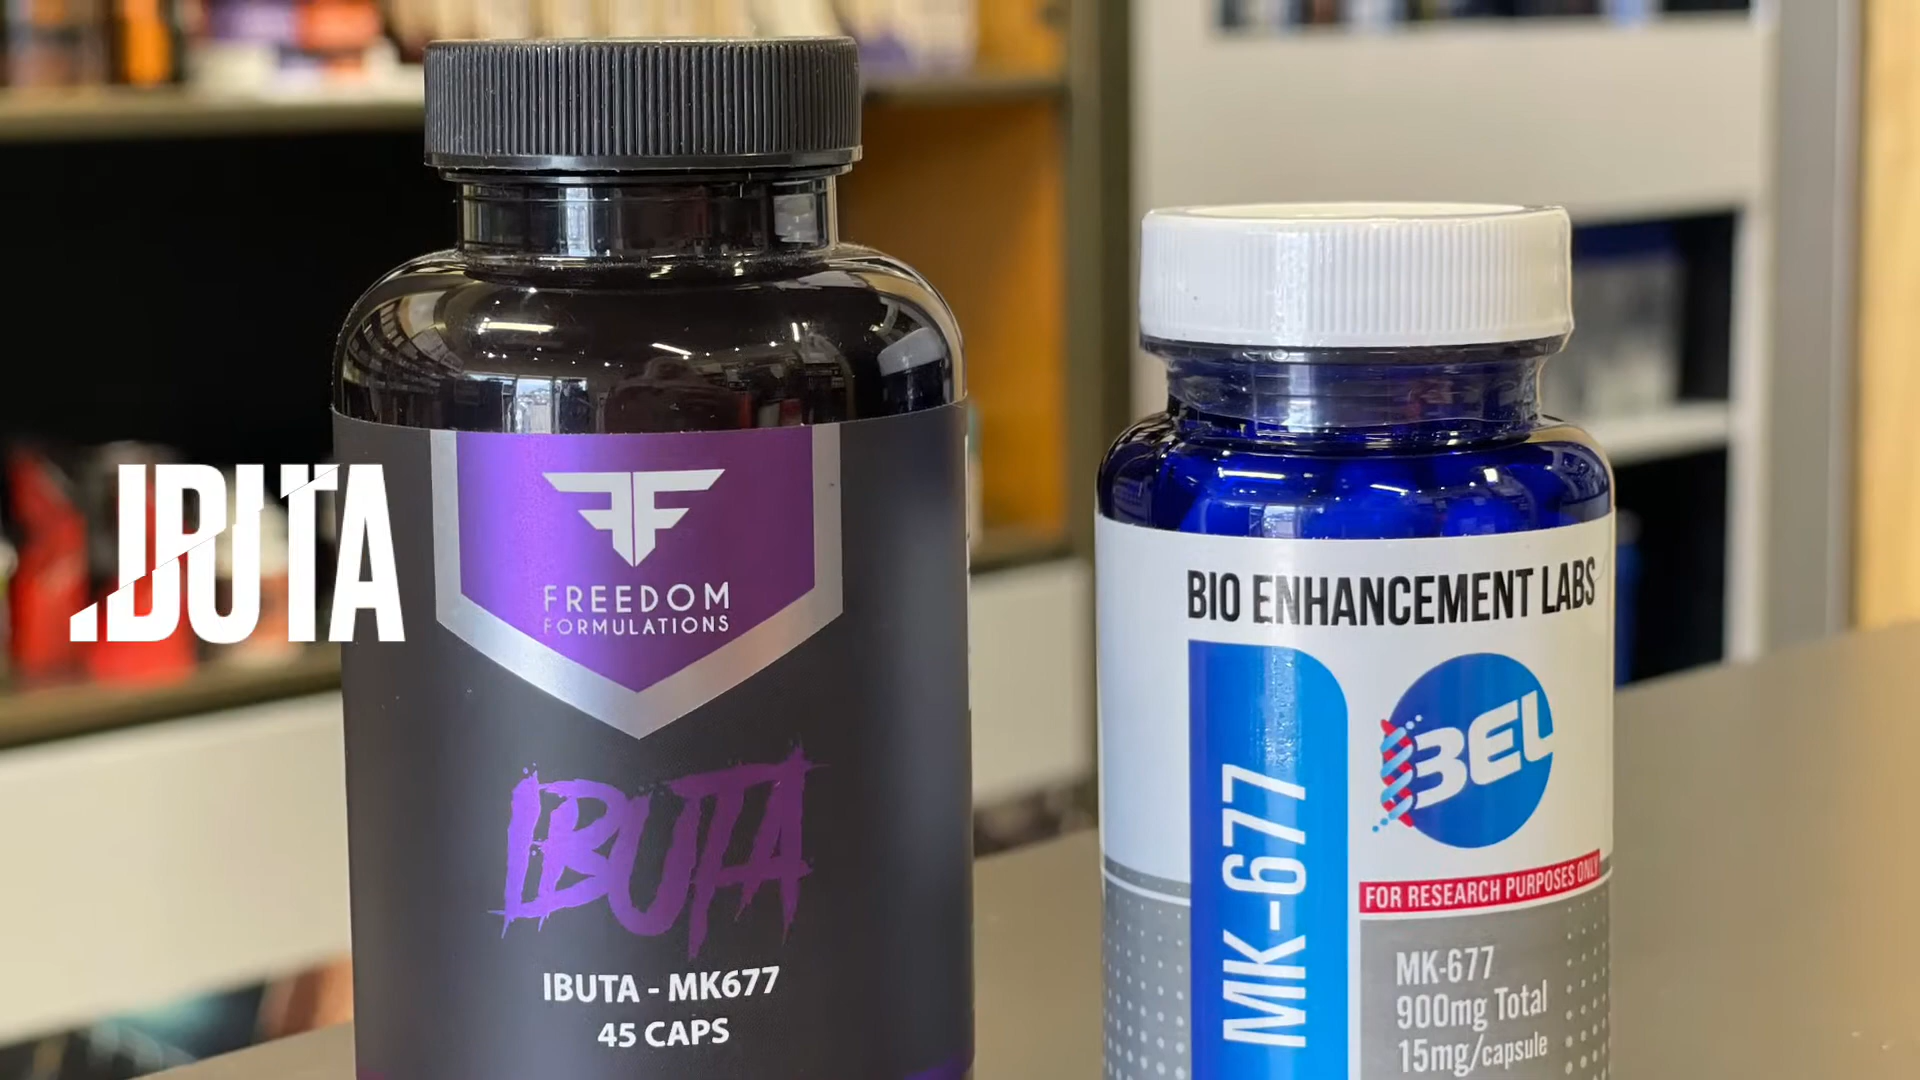 IBUTA
FREEDOM
FORMULATIONS
IBUTA
IBUTA - MK677
45 CAPS
BIO ENHANCEMENT LABS
MK-677
BEL
FOR RESEARCH PURPOSES ONLY
MK-677
900mg Total
15mg/capsule